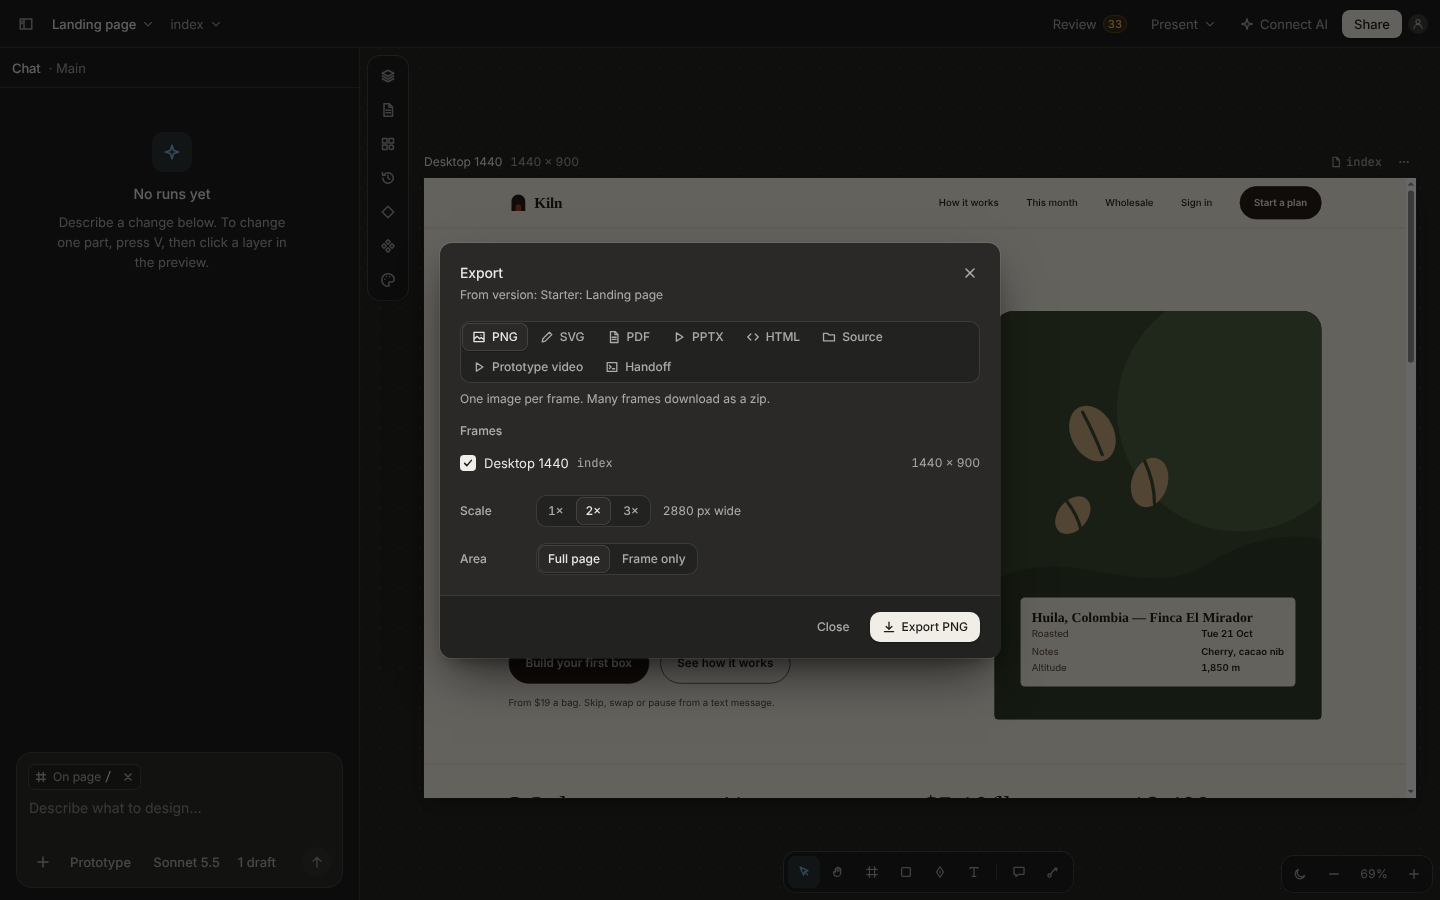 Landing page index Review 33 Present Connect AI Share
Chat · Main
No runs yet
Describe a change below. To change
one part, press V, then click a layer in
the preview.
On page /
Describe what to design...
Prototype Sonnet 5.5 1 draft
Desktop 1440 1440 × 900 index
Kiln How it works This month Wholesale Sign in Start a plan
Export
From version: Starter: Landing page
PNG SVG PDF PPTX HTML Source
Prototype video Handoff
One image per frame. Many frames download as a zip.
Frames
Desktop 1440 index 1440 × 900
Scale 1× 2× 3× 2880 px wide
Area Full page Frame only
Close Export PNG
Huila, Colombia — Finca El Mirador
Roasted Tue 21 Oct
Notes Cherry, cacao nib
Altitude 1,850 m
Build your first box See how it works
From $19 a bag. Skip, swap or pause from a text message.
69%